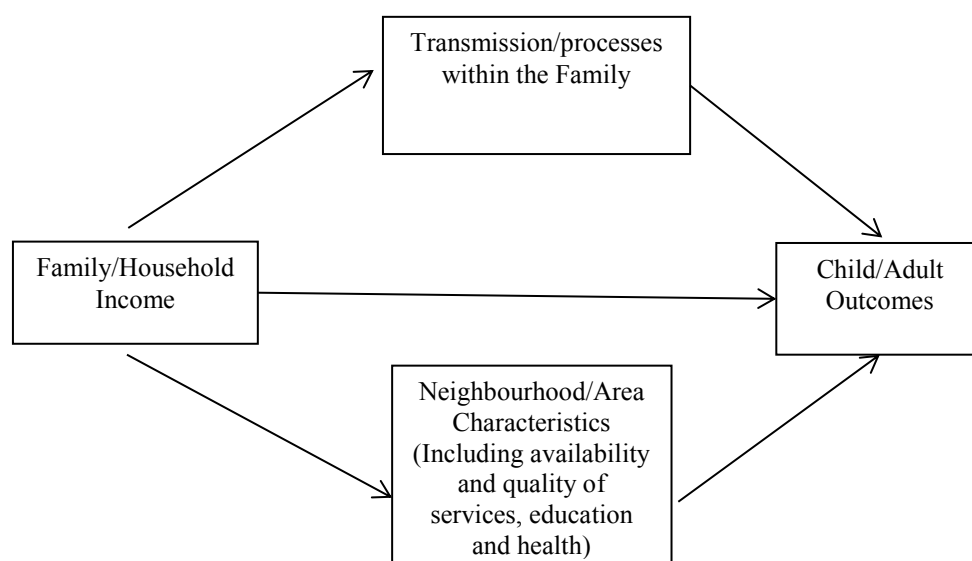 Transmission/processes
within the Family
Family/Household
Income
Child/Adult
Outcomes
Neighbourhood/Area
Characteristics
(Including availability
and quality of
services, education
and health)